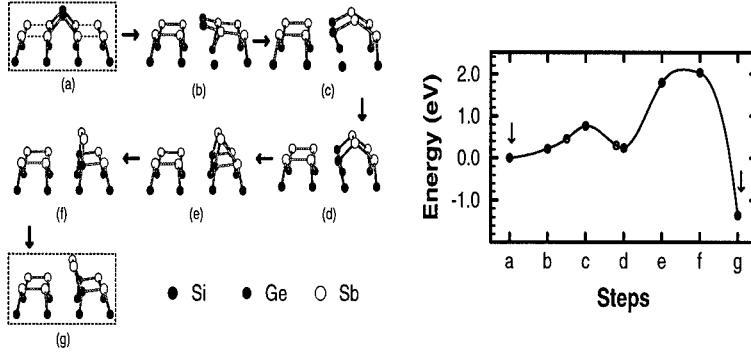 (a)
(b)
(c)
(f)
(e)
(d)
(g)
Si
Ge
Sb
Energy (eV)
2.0
1.0
0.0
-1.0
a b c d e f g
Steps